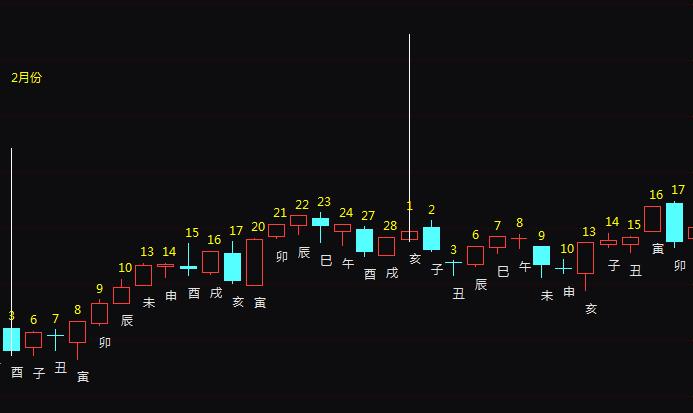 2月份
3 6 7 8 9 10 13 14 15 16 17 20 21 22 23 24 27 28 1 2 3 6 7 8 9 10 13 14 15 16 17
酉 子 丑 寅 卯 辰 未 申 酉 戌 亥 寅 卯 辰 巳 午 酉 戌 亥 子 丑 辰 巳 午 未 申 亥 子 丑 寅 卯